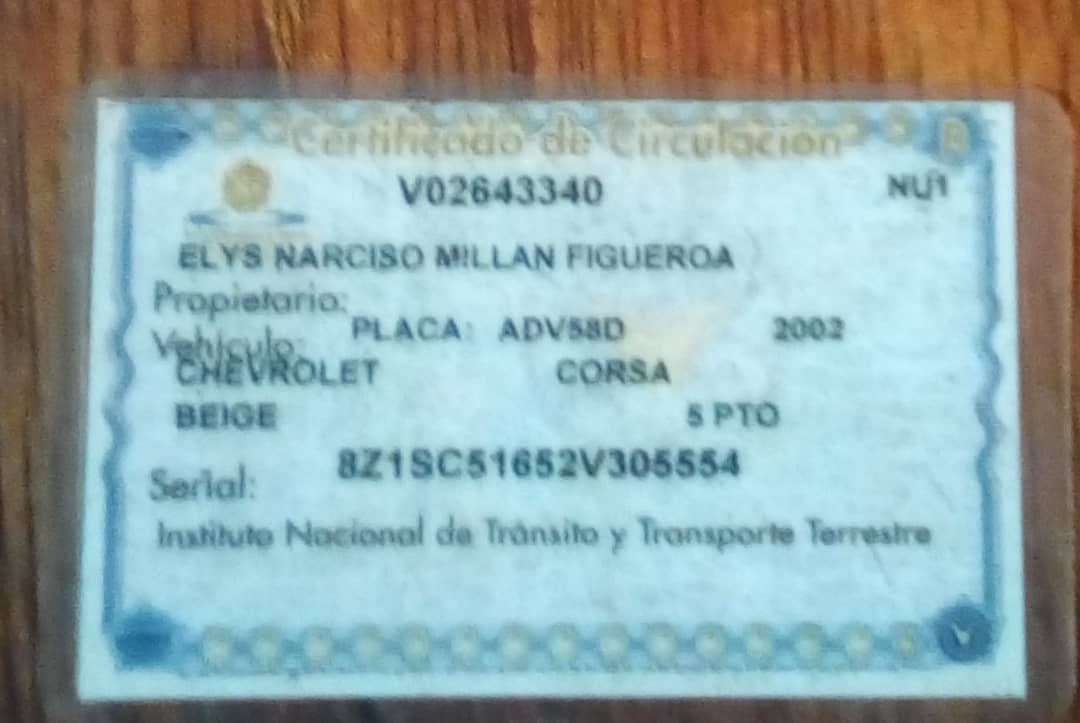 Certificado de Circulación
V02643340 NU1
ELYS NARCISO MILLAN FIGUEROA
Propietario:
PLACA: ADV58D 2002
Vehículo:
CHEVROLET CORSA
BEIGE 5 PTO
8Z1SC51652V305554
Serial:
Instituto Nacional de Tránsito y Transporte Terrestre